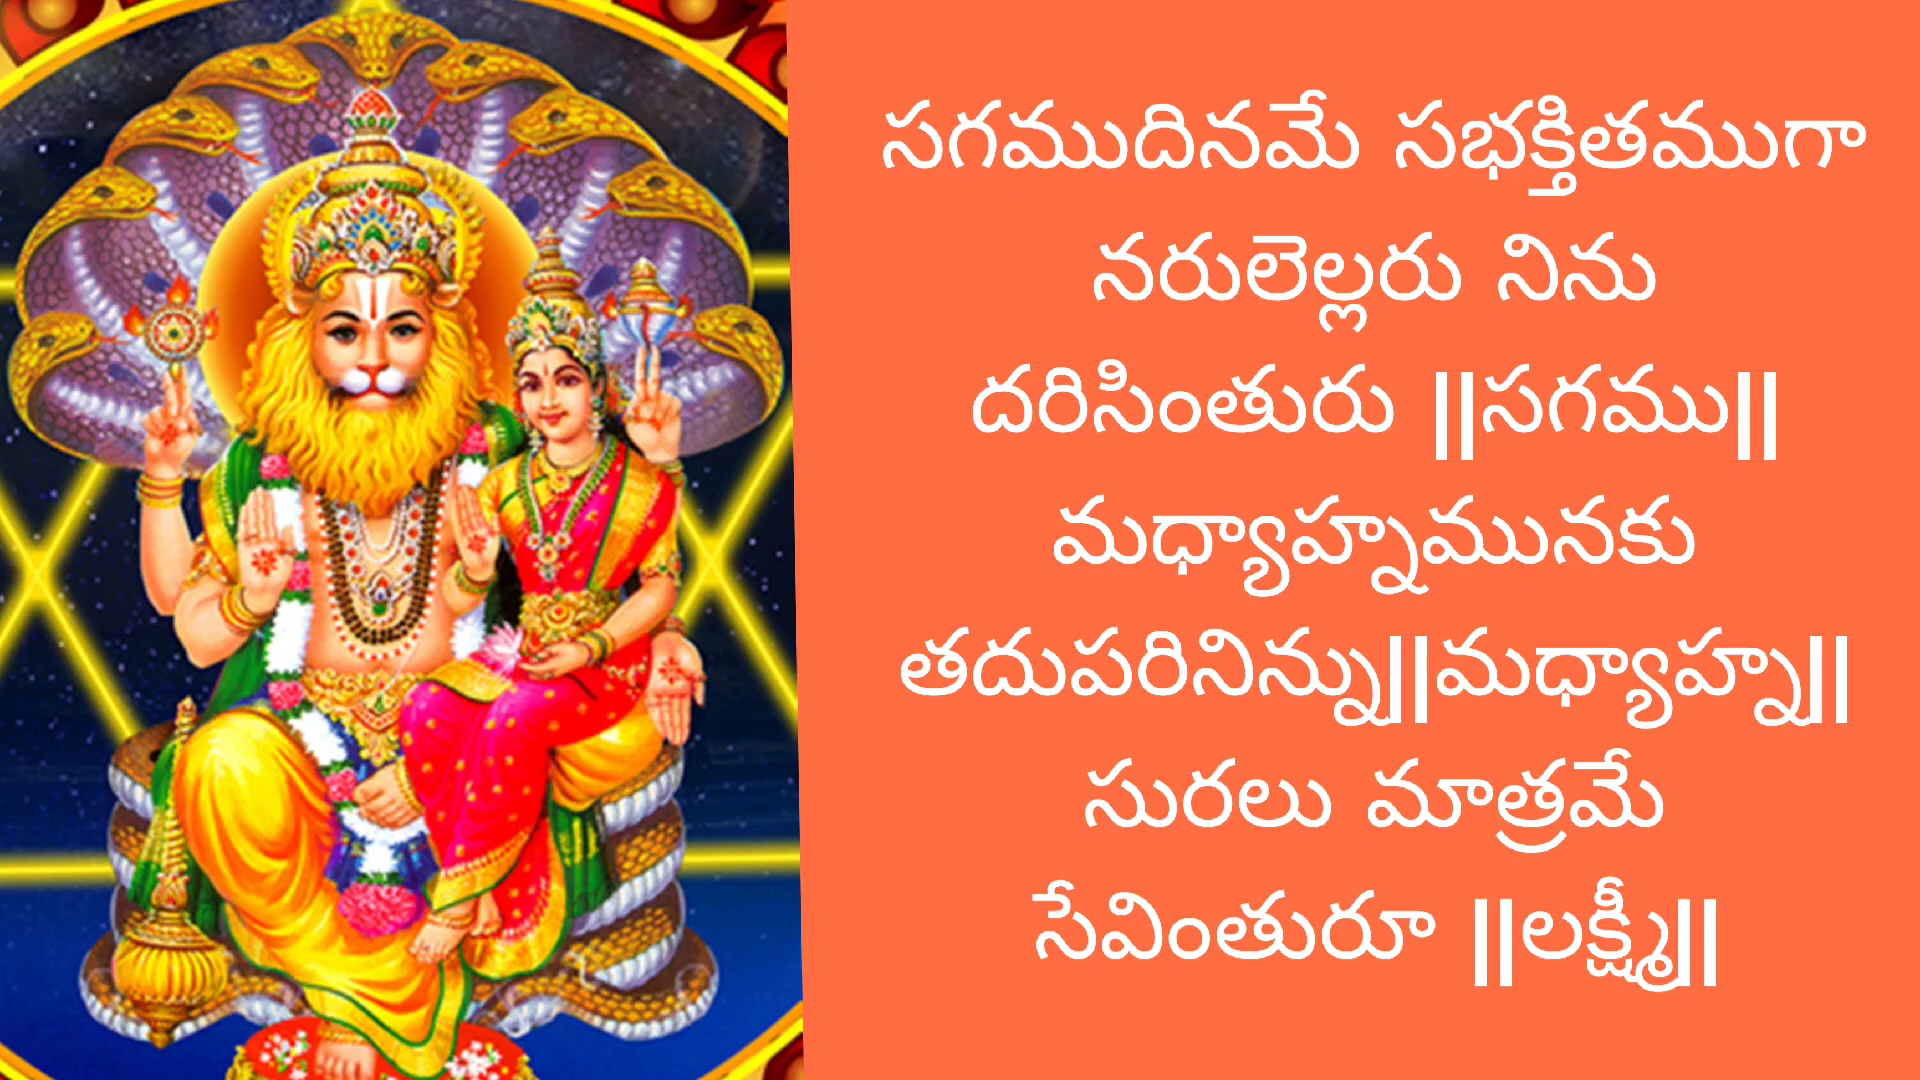 సగముదినమే సభక్తితముగా
నరులెల్లరు నిను
దరిసింతురు ||సగము||
మధ్యాహ్నమునకు
తదుపరినిన్ను||మధ్యాహ్న||
సురలు మాత్రమే
సేవింతురూ ||లక్ష్మీ||